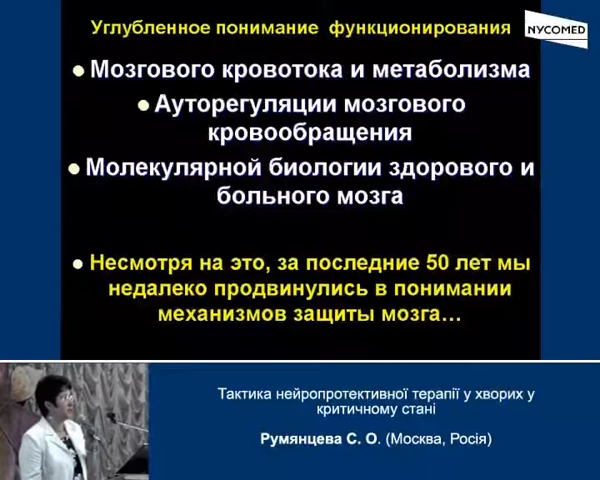 Углубленное понимание функционирования
NYCOMED
● Мозгового кровотока и метаболизма
● Ауторегуляции мозгового
кровообращения
● Молекулярной биологии здорового и
больного мозга
● Несмотря на это, за последние 50 лет мы
недалеко продвинулись в понимании
механизмов защиты мозга…
Тактика нейропротективної терапії у хворих у
критичному стані
Румянцева С. О. (Москва, Росія)